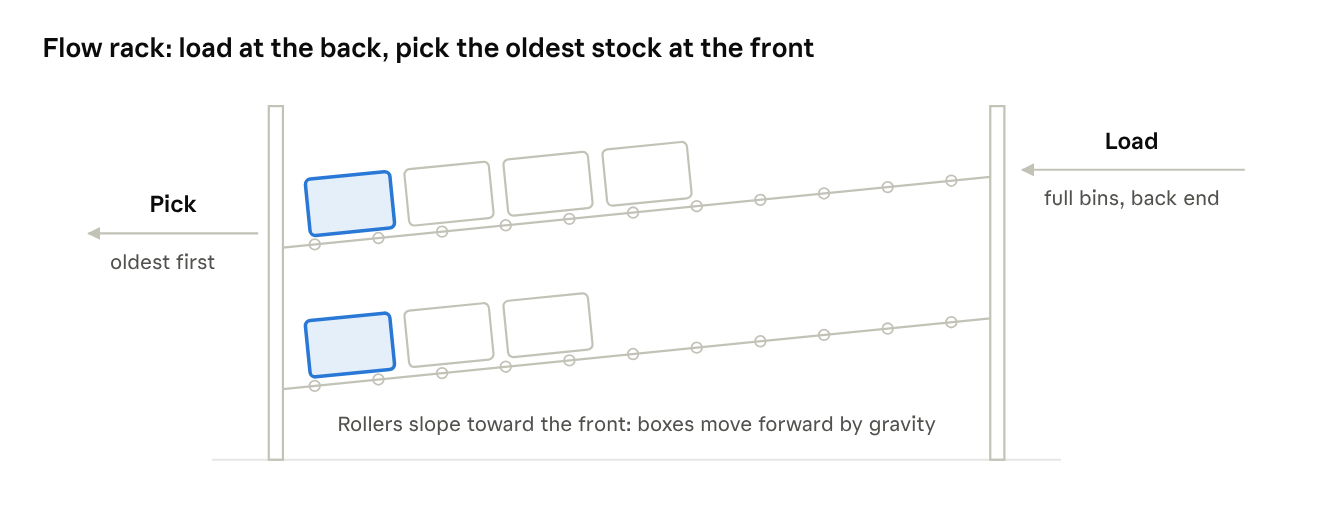 Flow rack: load at the back, pick the oldest stock at the front
Load
full bins, back end
Pick
oldest first
Rollers slope toward the front: boxes move forward by gravity